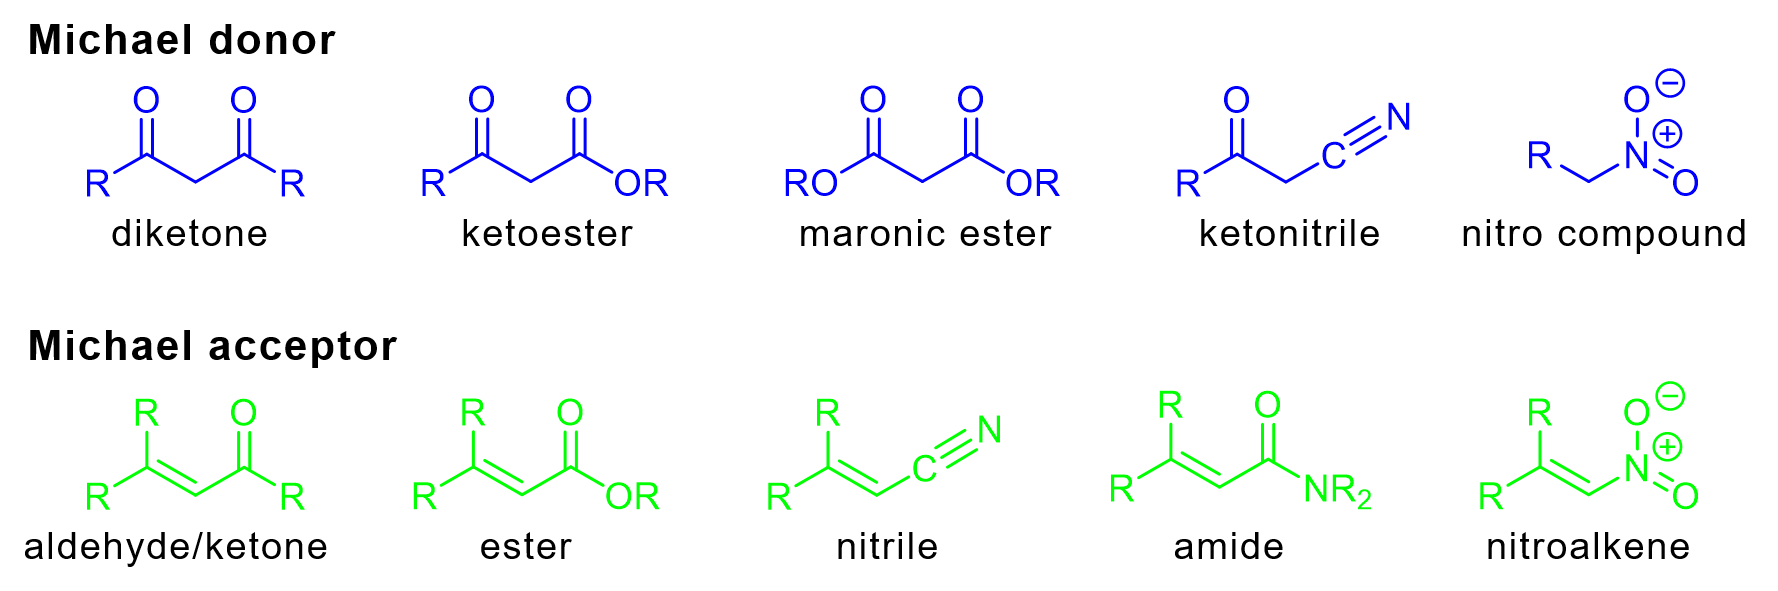 Michael donor
O O O O O O O O⊖
R R R OR RO OR R C N R N⊕ O
diketone ketoester maronic ester ketonitrile nitro compound
Michael acceptor
R O R O R N R O R O⊖
R R R OR R C R NR2 R N⊕ O
aldehyde/ketone ester nitrile amide nitroalkene